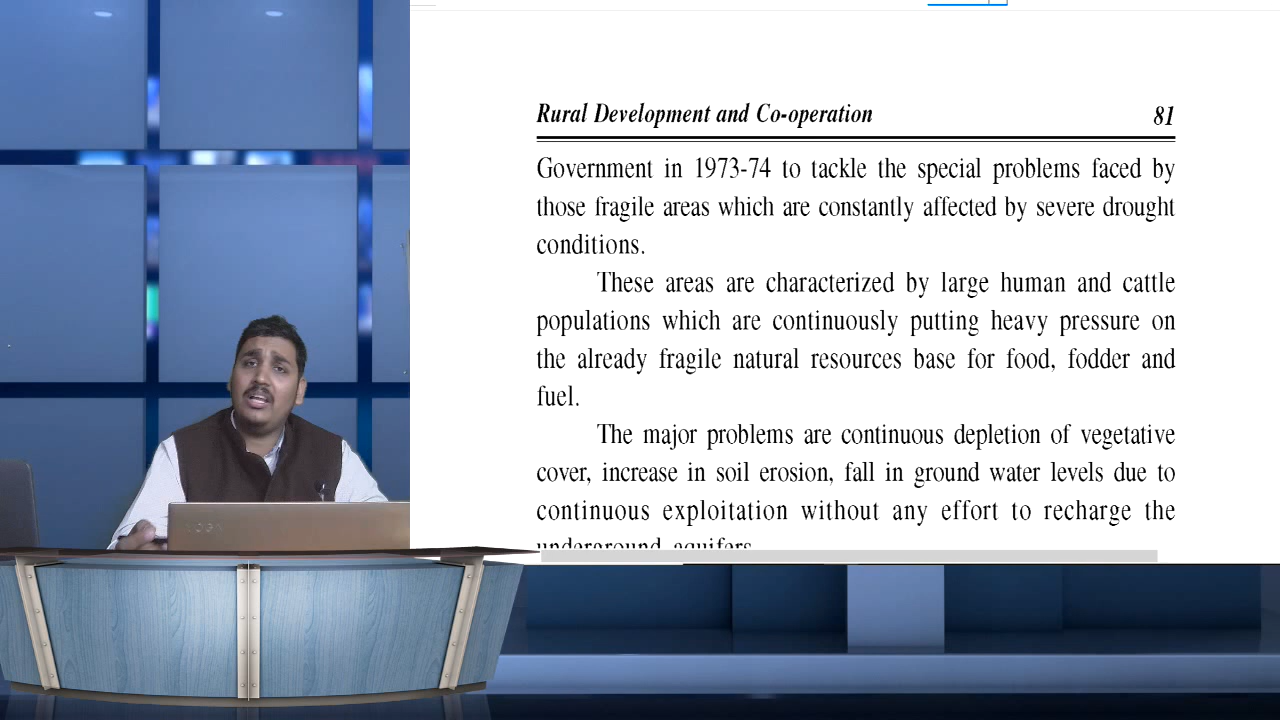 Rural Development and Co-operation 81
Government in 1973-74 to tackle the special problems faced by
those fragile areas which are constantly affected by severe drought
conditions.
These areas are characterized by large human and cattle
populations which are continuously putting heavy pressure on
the already fragile natural resources base for food, fodder and
fuel.
The major problems are continuous depletion of vegetative
cover, increase in soil erosion, fall in ground water levels due to
continuous exploitation without any effort to recharge the
underground aquifers.
YOGA